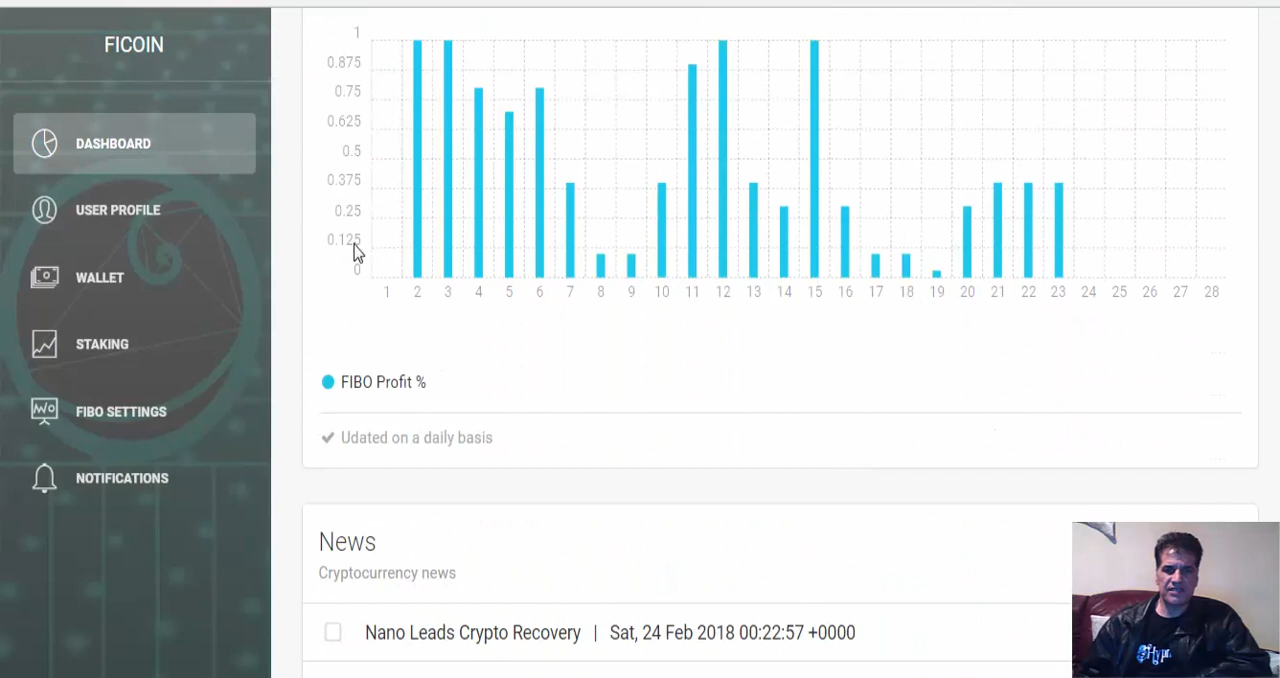 FICOIN
DASHBOARD
USER PROFILE
WALLET
STAKING
FIBO SETTINGS
NOTIFICATIONS
1
0.875
0.75
0.625
0.5
0.375
0.25
0.125
0
1 2 3 4 5 6 7 8 9 10 11 12 13 14 15 16 17 18 19 20 21 22 23 24 25 26 27 28
FIBO Profit %
Udated on a daily basis
News
Cryptocurrency news
Nano Leads Crypto Recovery | Sat, 24 Feb 2018 00:22:57 +0000